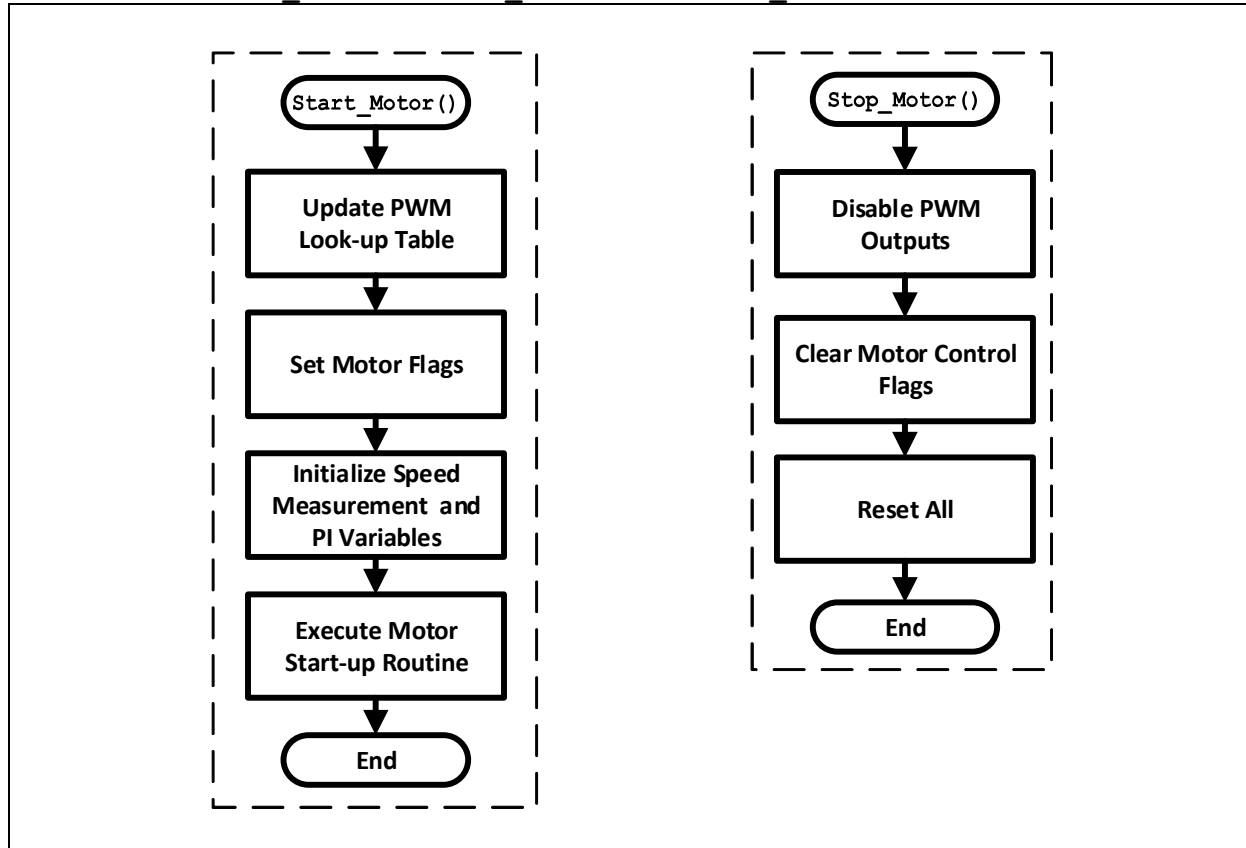 Start_Motor()
Update PWM
Look-up Table
Set Motor Flags
Initialize Speed
Measurement and
PI Variables
Execute Motor
Start-up Routine
End
Stop_Motor()
Disable PWM
Outputs
Clear Motor Control
Flags
Reset All
End